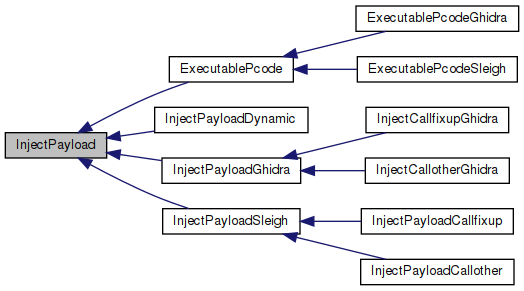 ExecutablePcodeGhidra
ExecutablePcode
ExecutablePcodeSleigh
InjectPayloadDynamic
InjectCallfixupGhidra
InjectPayload
InjectPayloadGhidra
InjectCallotherGhidra
InjectPayloadSleigh
InjectPayloadCallfixup
InjectPayloadCallother